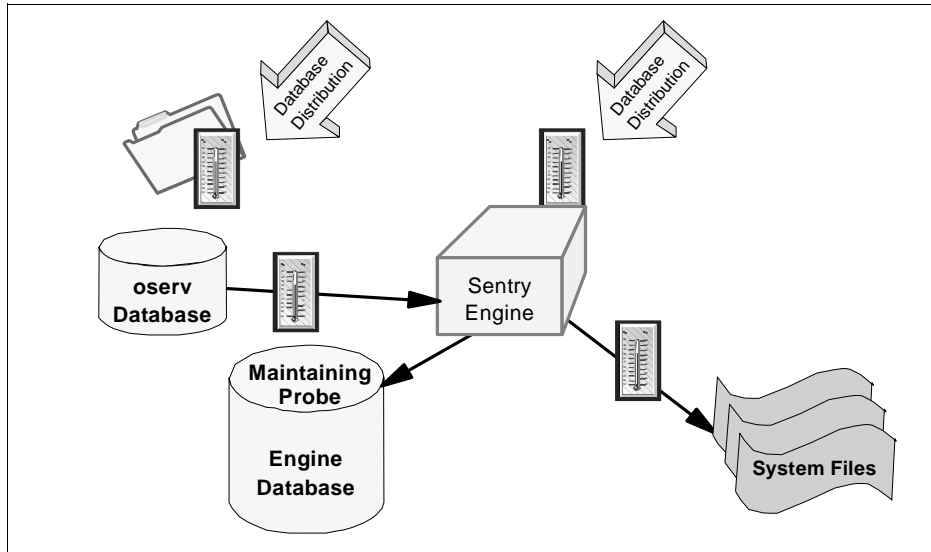 Database
Distribution
Database
Distribution
oserv
Database
Sentry
Engine
Maintaining
Probe
Engine
Database
System Files